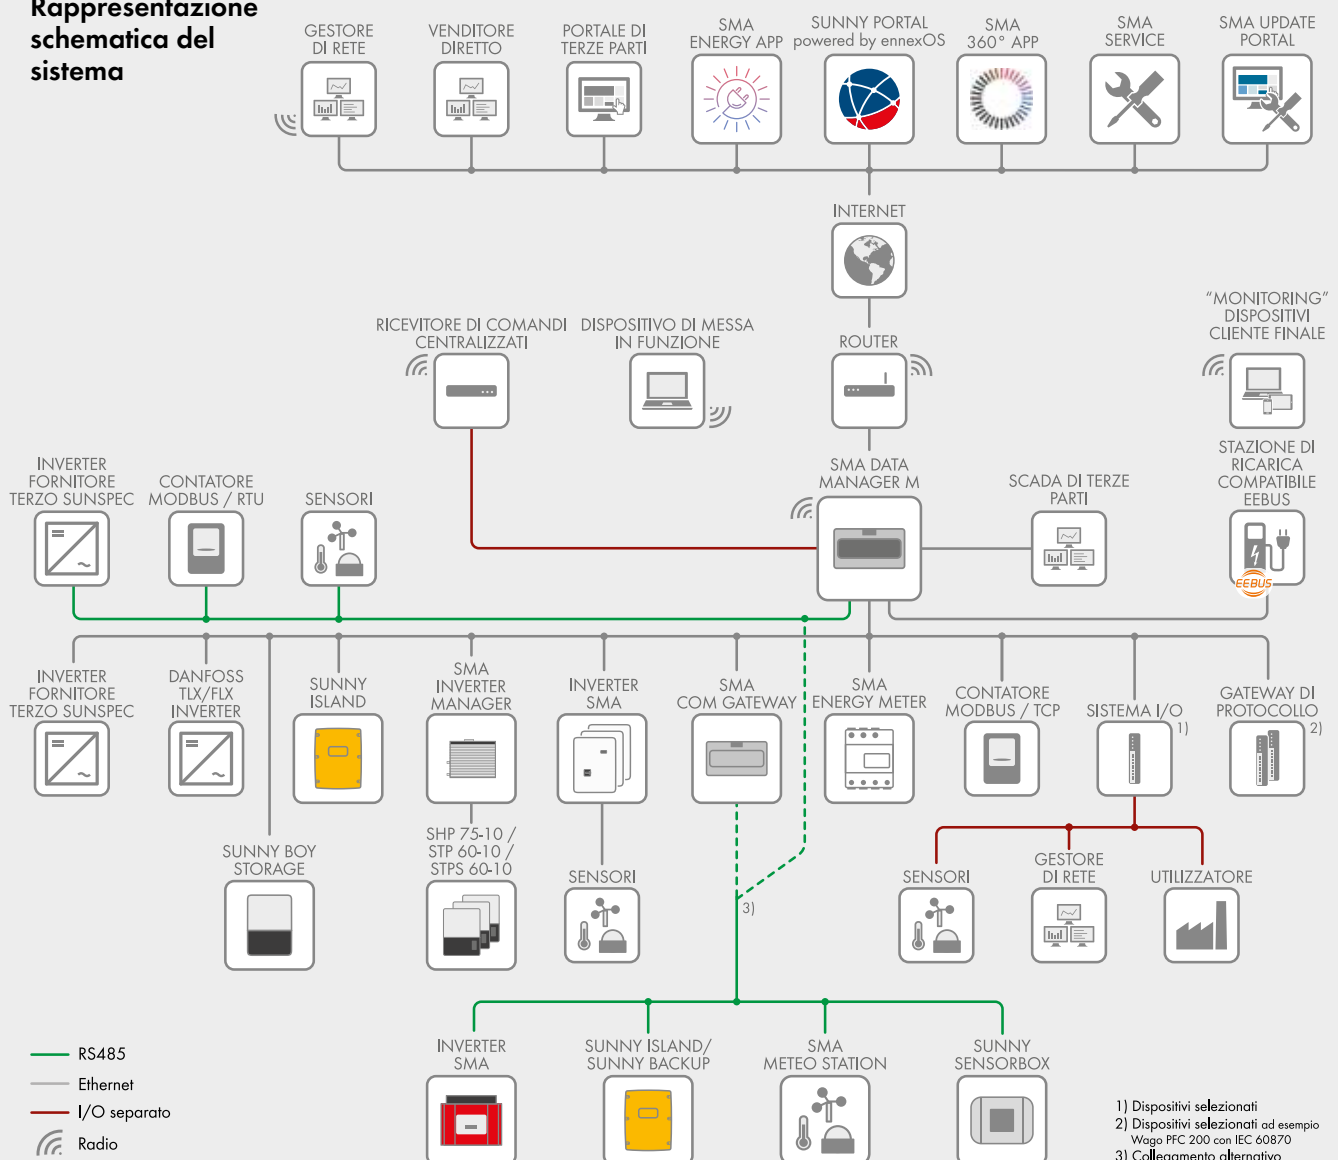 Rappresentazione
schematica del
sistema
GESTORE
DI RETE
VENDITORE
DIRETTO
PORTALE DI
TERZE PARTI
SMA
ENERGY APP
SUNNY PORTAL
powered by ennexOS
SMA
360° APP
SMA
SERVICE
SMA UPDATE
PORTAL
INTERNET
RICEVITORE DI COMANDI
CENTRALIZZATI
DISPOSITIVO DI MESSA
IN FUNZIONE
ROUTER
“MONITORING”
DISPOSITIVI
CLIENTE FINALE
INVERTER
FORNITORE
TERZO SUNSPEC
CONTATORE
MODBUS / RTU
SENSORI
SMA DATA
MANAGER M
SCADA DI TERZE
PARTI
STAZIONE DI
RICARICA
COMPATIBILE
EEBUS
EEBUS
INVERTER
FORNITORE
TERZO SUNSPEC
DANFOSS
TLX/FLX
INVERTER
SUNNY
ISLAND
SMA
INVERTER
MANAGER
INVERTER
SMA
SMA
COM GATEWAY
SMA
ENERGY METER
CONTATORE
MODBUS / TCP
SISTEMA I/O
1)
GATEWAY DI
PROTOCOLLO
2)
SUNNY BOY
STORAGE
SHP 75-10 /
STP 60-10 /
STPS 60-10
SENSORI
3)
SENSORI
GESTORE
DI RETE
UTILIZZATORE
INVERTER
SMA
SUNNY ISLAND/
SUNNY BACKUP
SMA
METEO STATION
SUNNY
SENSORBOX
RS485
Ethernet
I/O separato
Radio
1) Dispositivi selezionati
2) Dispositivi selezionati ad esempio
Wago PFC 200 con IEC 60870
3) Collegamento alternativo